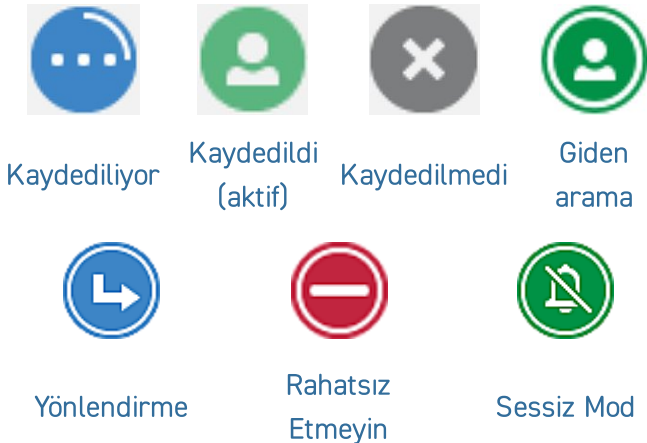 Kaydediliyor
Kaydedildi
(aktif)
Kaydedilmedi
Giden
arama
Yönlendirme
Rahatsız
Etmeyin
Sessiz Mod